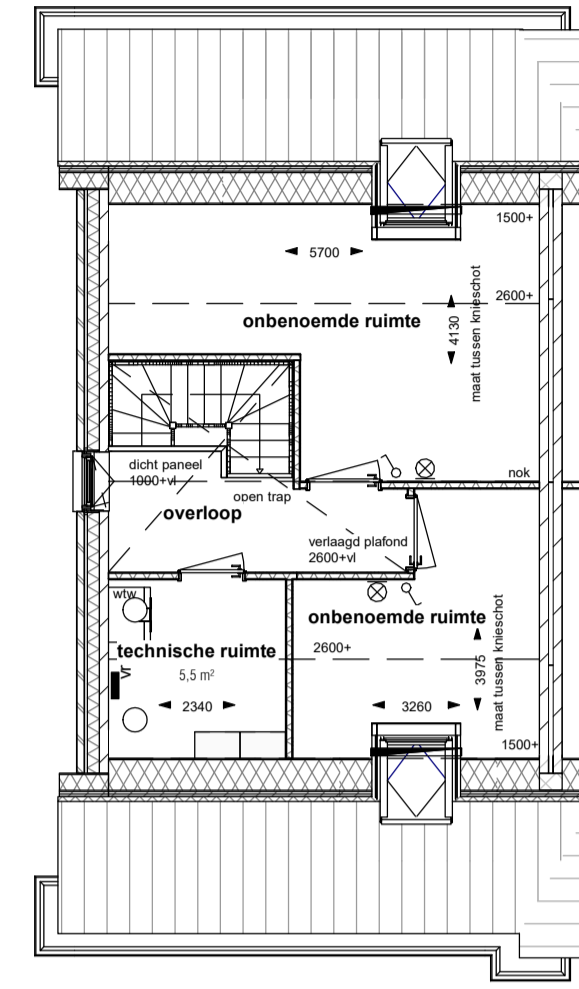 1500+
5700
2600+
onbenoemde ruimte
4130
maat tussen knieschot
dicht paneel
1000+vl
nok
open trap
overloop
verlaagd plafond
2600+vl
wtw
onbenoemde ruimte
technische ruimte
2600+
vr
5,5 m²
3975
maat tussen knieschot
2340
3260
1500+